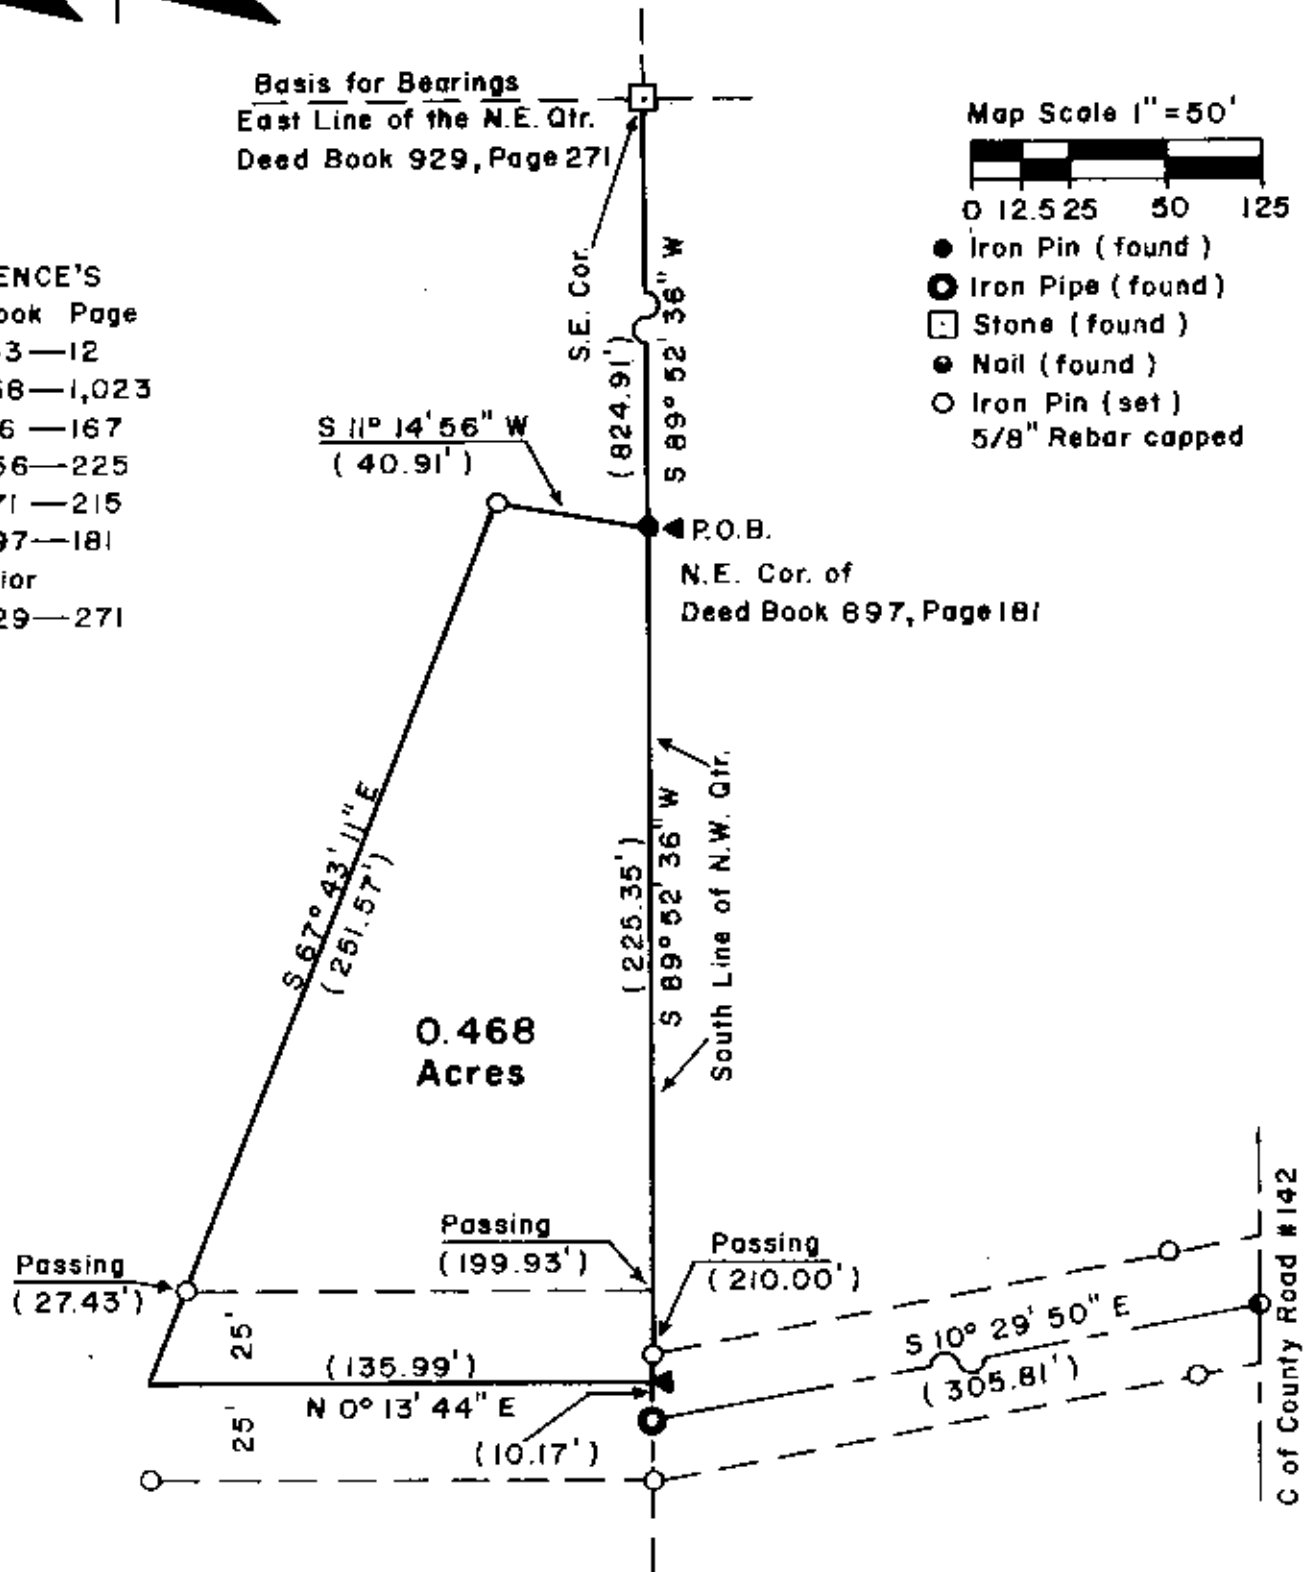 Basis for Bearings
East Line of the N.E. Qtr.
Deed Book 929, Page 271
Map Scale 1" = 50'
0 12.5 25 50 125
Iron Pin (found)
Iron Pipe (found)
Stone (found)
Nail (found)
Iron Pin (set)
5/8" Rebar capped
ENCE'S
ook Page
3—12
68—1,023
6—167
56—225
71—215
97—181
ior
29—271
S.E. Cor.
(824.91')
S 89° 52' 36" W
S 11° 14' 56" W
(40.91')
P.O.B.
N.E. Cor. of
Deed Book 897, Page 181
S 67° 43' 11" E
(251.57')
(225.35')
S 89° 52' 36" W
South Line of N.W. Qtr.
0.468
Acres
Passing
(199.93')
Passing
(210.00')
Passing
(27.43')
25'
(135.99')
N 0° 13' 44" E
25'
(10.17')
S 10° 29' 50" E
(305.81')
C of County Road #142